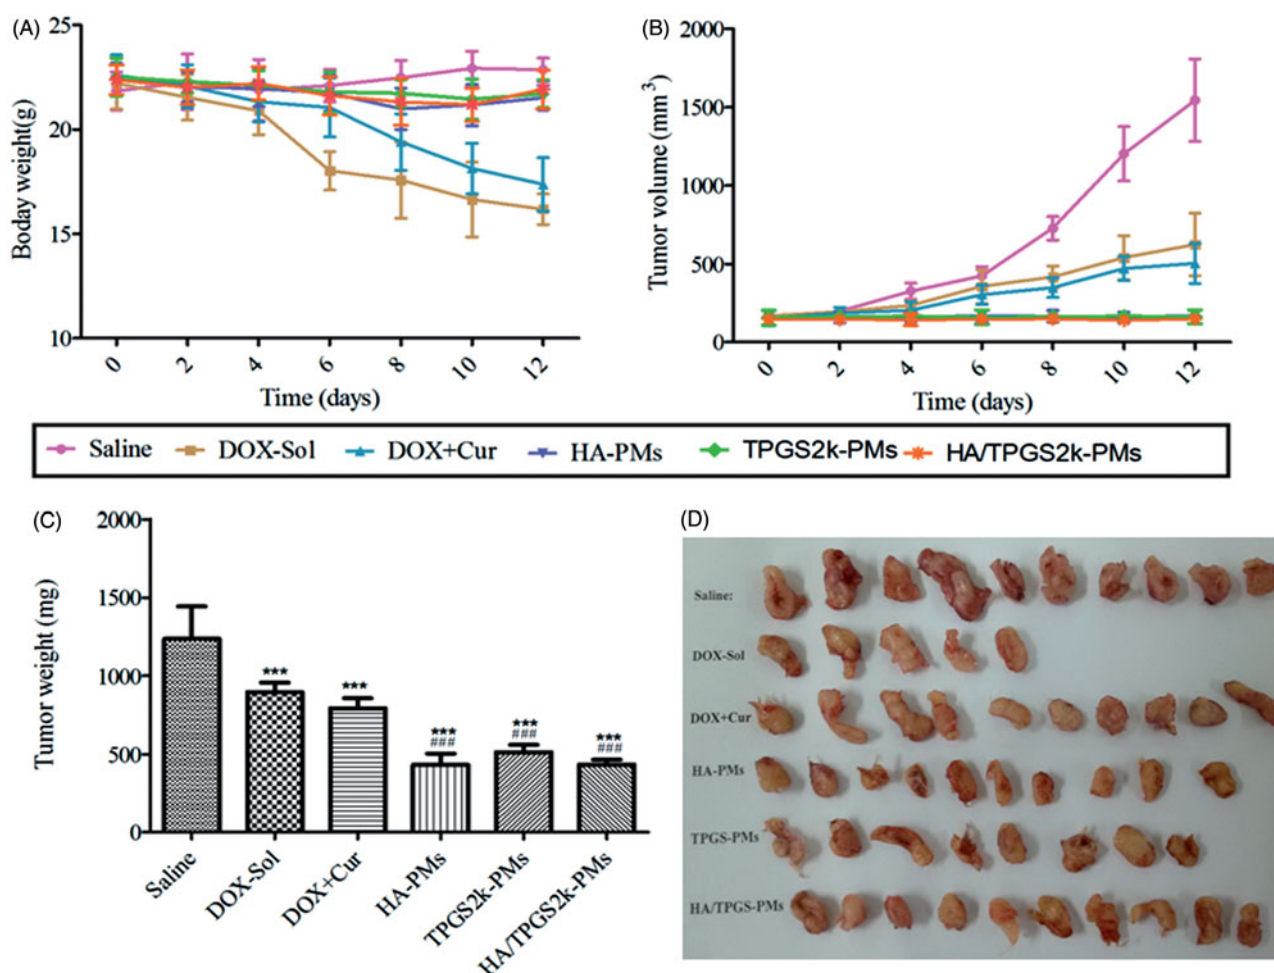 (A)
25
20
15
10
Boday weight(g)
0 2 4 6 8 10 12
Time (days)
(B)
2000
1500
1000
500
0
Tumor volume (mm³)
0 2 4 6 8 10 12
Time (days)
Saline DOX-Sol DOX+Cur HA-PMs TPGS2k-PMs HA/TPGS2k-PMs
(C)
2000
1500
1000
500
0
Tumor weight (mg)
***
***
***
###
***
###
***
###
Saline
DOX-Sol
DOX+Cur
HA-PMs
TPGS2k-PMs
HA/TPGS2k-PMs
(D)
Saline:
DOX-Sol
DOX+Cur
HA-PMs
TPGS-PMs
HA/TPGS-PMs